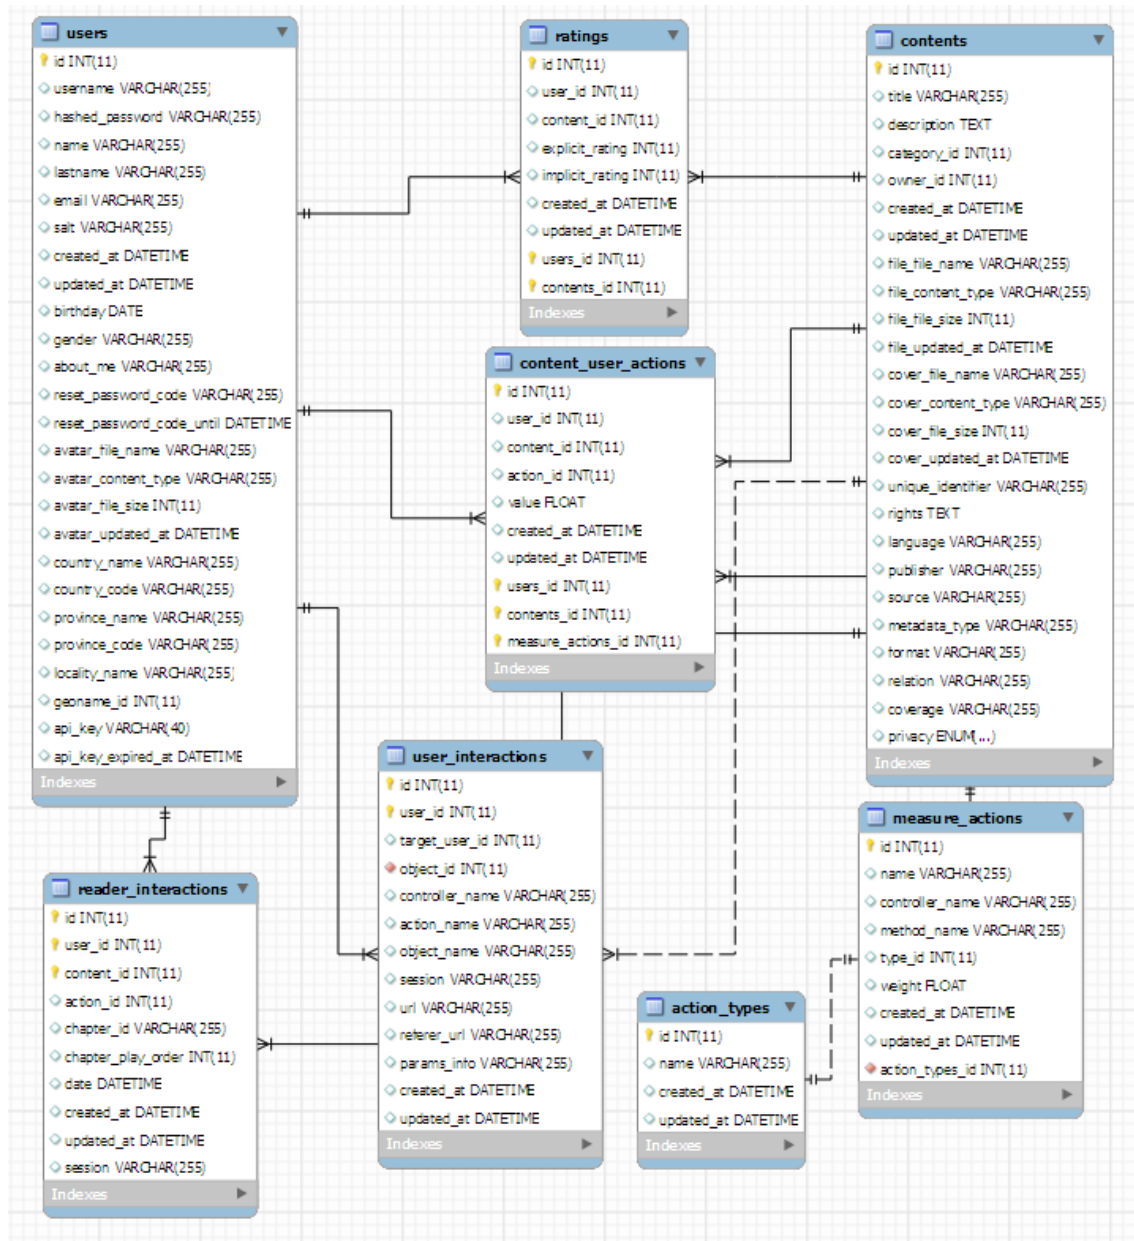 users
id INT(11)
username VARCHAR(255)
hashed_password VARCHAR(255)
name VARCHAR(255)
lastname VARCHAR(255)
email VARCHAR(255)
salt VARCHAR(255)
created_at DATETIME
updated_at DATETIME
birthday DATE
gender VARCHAR(255)
about_me VARCHAR(255)
reset_password_code VARCHAR(255)
reset_password_code_until DATETIME
avatar_file_name VARCHAR(255)
avatar_content_type VARCHAR(255)
avatar_file_size INT(11)
avatar_updated_at DATETIME
country_name VARCHAR(255)
country_code VARCHAR(255)
province_name VARCHAR(255)
province_code VARCHAR(255)
locality_name VARCHAR(255)
geoname_id INT(11)
api_key VARCHAR(40)
api_key_expired_at DATETIME
Indexes
ratings
id INT(11)
user_id INT(11)
content_id INT(11)
explicit_rating INT(11)
implicit_rating INT(11)
created_at DATETIME
updated_at DATETIME
users_id INT(11)
contents_id INT(11)
Indexes
contents
id INT(11)
title VARCHAR(255)
description TEXT
category_id INT(11)
owner_id INT(11)
created_at DATETIME
updated_at DATETIME
file_file_name VARCHAR(255)
file_content_type VARCHAR(255)
file_file_size INT(11)
file_updated_at DATETIME
cover_file_name VARCHAR(255)
cover_content_type VARCHAR(255)
cover_file_size INT(11)
cover_updated_at DATETIME
unique_identifier VARCHAR(255)
rights TEXT
language VARCHAR(255)
publisher VARCHAR(255)
source VARCHAR(255)
metadata_type VARCHAR(255)
format VARCHAR(255)
relation VARCHAR(255)
coverage VARCHAR(255)
privacy ENUM(...)
Indexes
content_user_actions
id INT(11)
user_id INT(11)
content_id INT(11)
action_id INT(11)
value FLOAT
created_at DATETIME
updated_at DATETIME
users_id INT(11)
contents_id INT(11)
measure_actions_id INT(11)
Indexes
user_interactions
id INT(11)
user_id INT(11)
target_user_id INT(11)
object_id INT(11)
controller_name VARCHAR(255)
action_name VARCHAR(255)
object_name VARCHAR(255)
session VARCHAR(255)
url VARCHAR(255)
referer_url VARCHAR(255)
params_info VARCHAR(255)
created_at DATETIME
updated_at DATETIME
Indexes
measure_actions
id INT(11)
name VARCHAR(255)
controller_name VARCHAR(255)
method_name VARCHAR(255)
type_id INT(11)
weight FLOAT
created_at DATETIME
updated_at DATETIME
action_types_id INT(11)
Indexes
reader_interactions
id INT(11)
user_id INT(11)
content_id INT(11)
action_id INT(11)
chapter_id VARCHAR(255)
chapter_play_order INT(11)
date DATETIME
created_at DATETIME
updated_at DATETIME
session VARCHAR(255)
Indexes
action_types
id INT(11)
name VARCHAR(255)
created_at DATETIME
updated_at DATETIME
Indexes